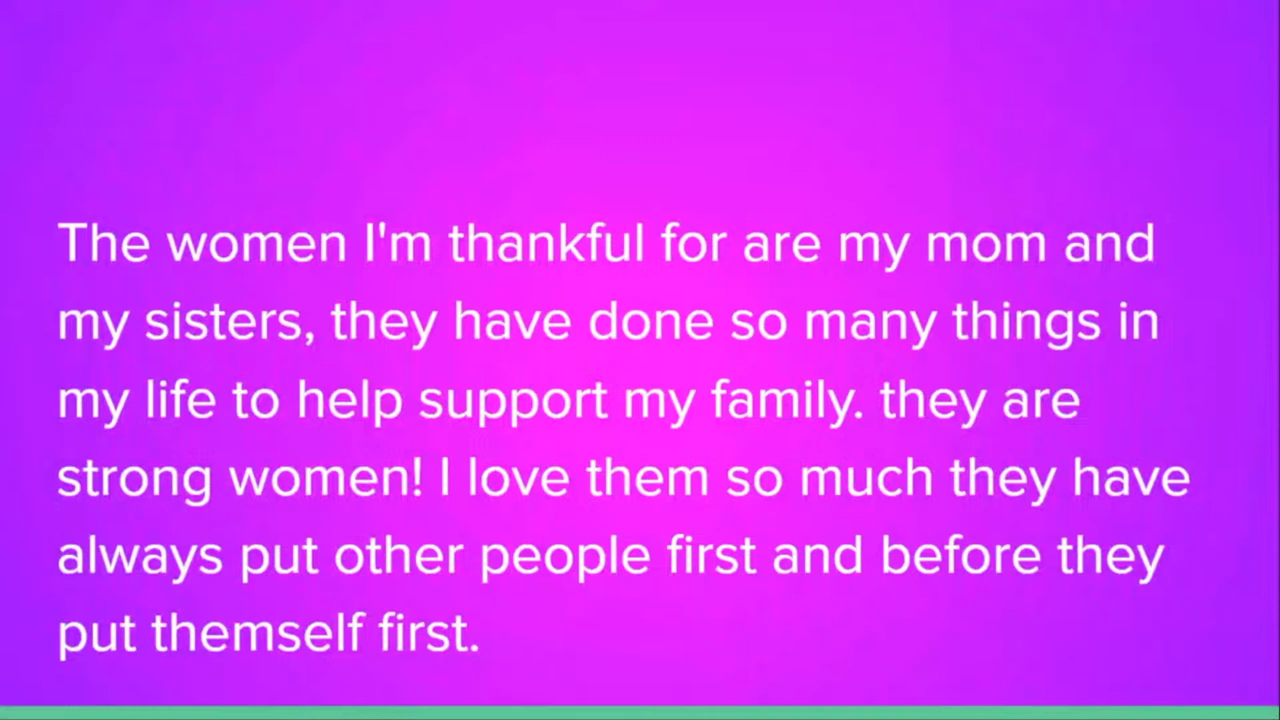 The women I'm thankful for are my mom and
my sisters, they have done so many things in
my life to help support my family. they are
strong women! I love them so much they have
always put other people first and before they
put themself first.